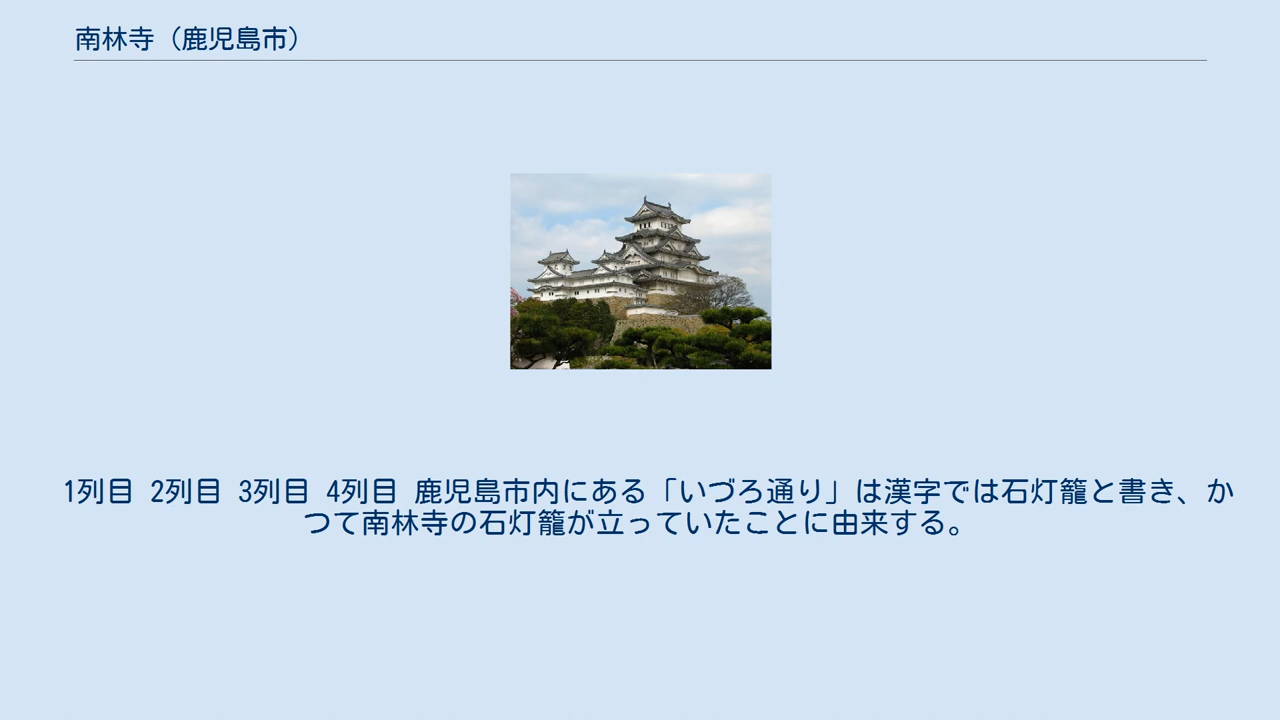 南林寺（鹿児島市）
1列目 2列目 3列目 4列目 鹿児島市内にある「いづろ通り」は漢字では石灯籠と書き、か
つて南林寺の石灯籠が立っていたことに由来する。